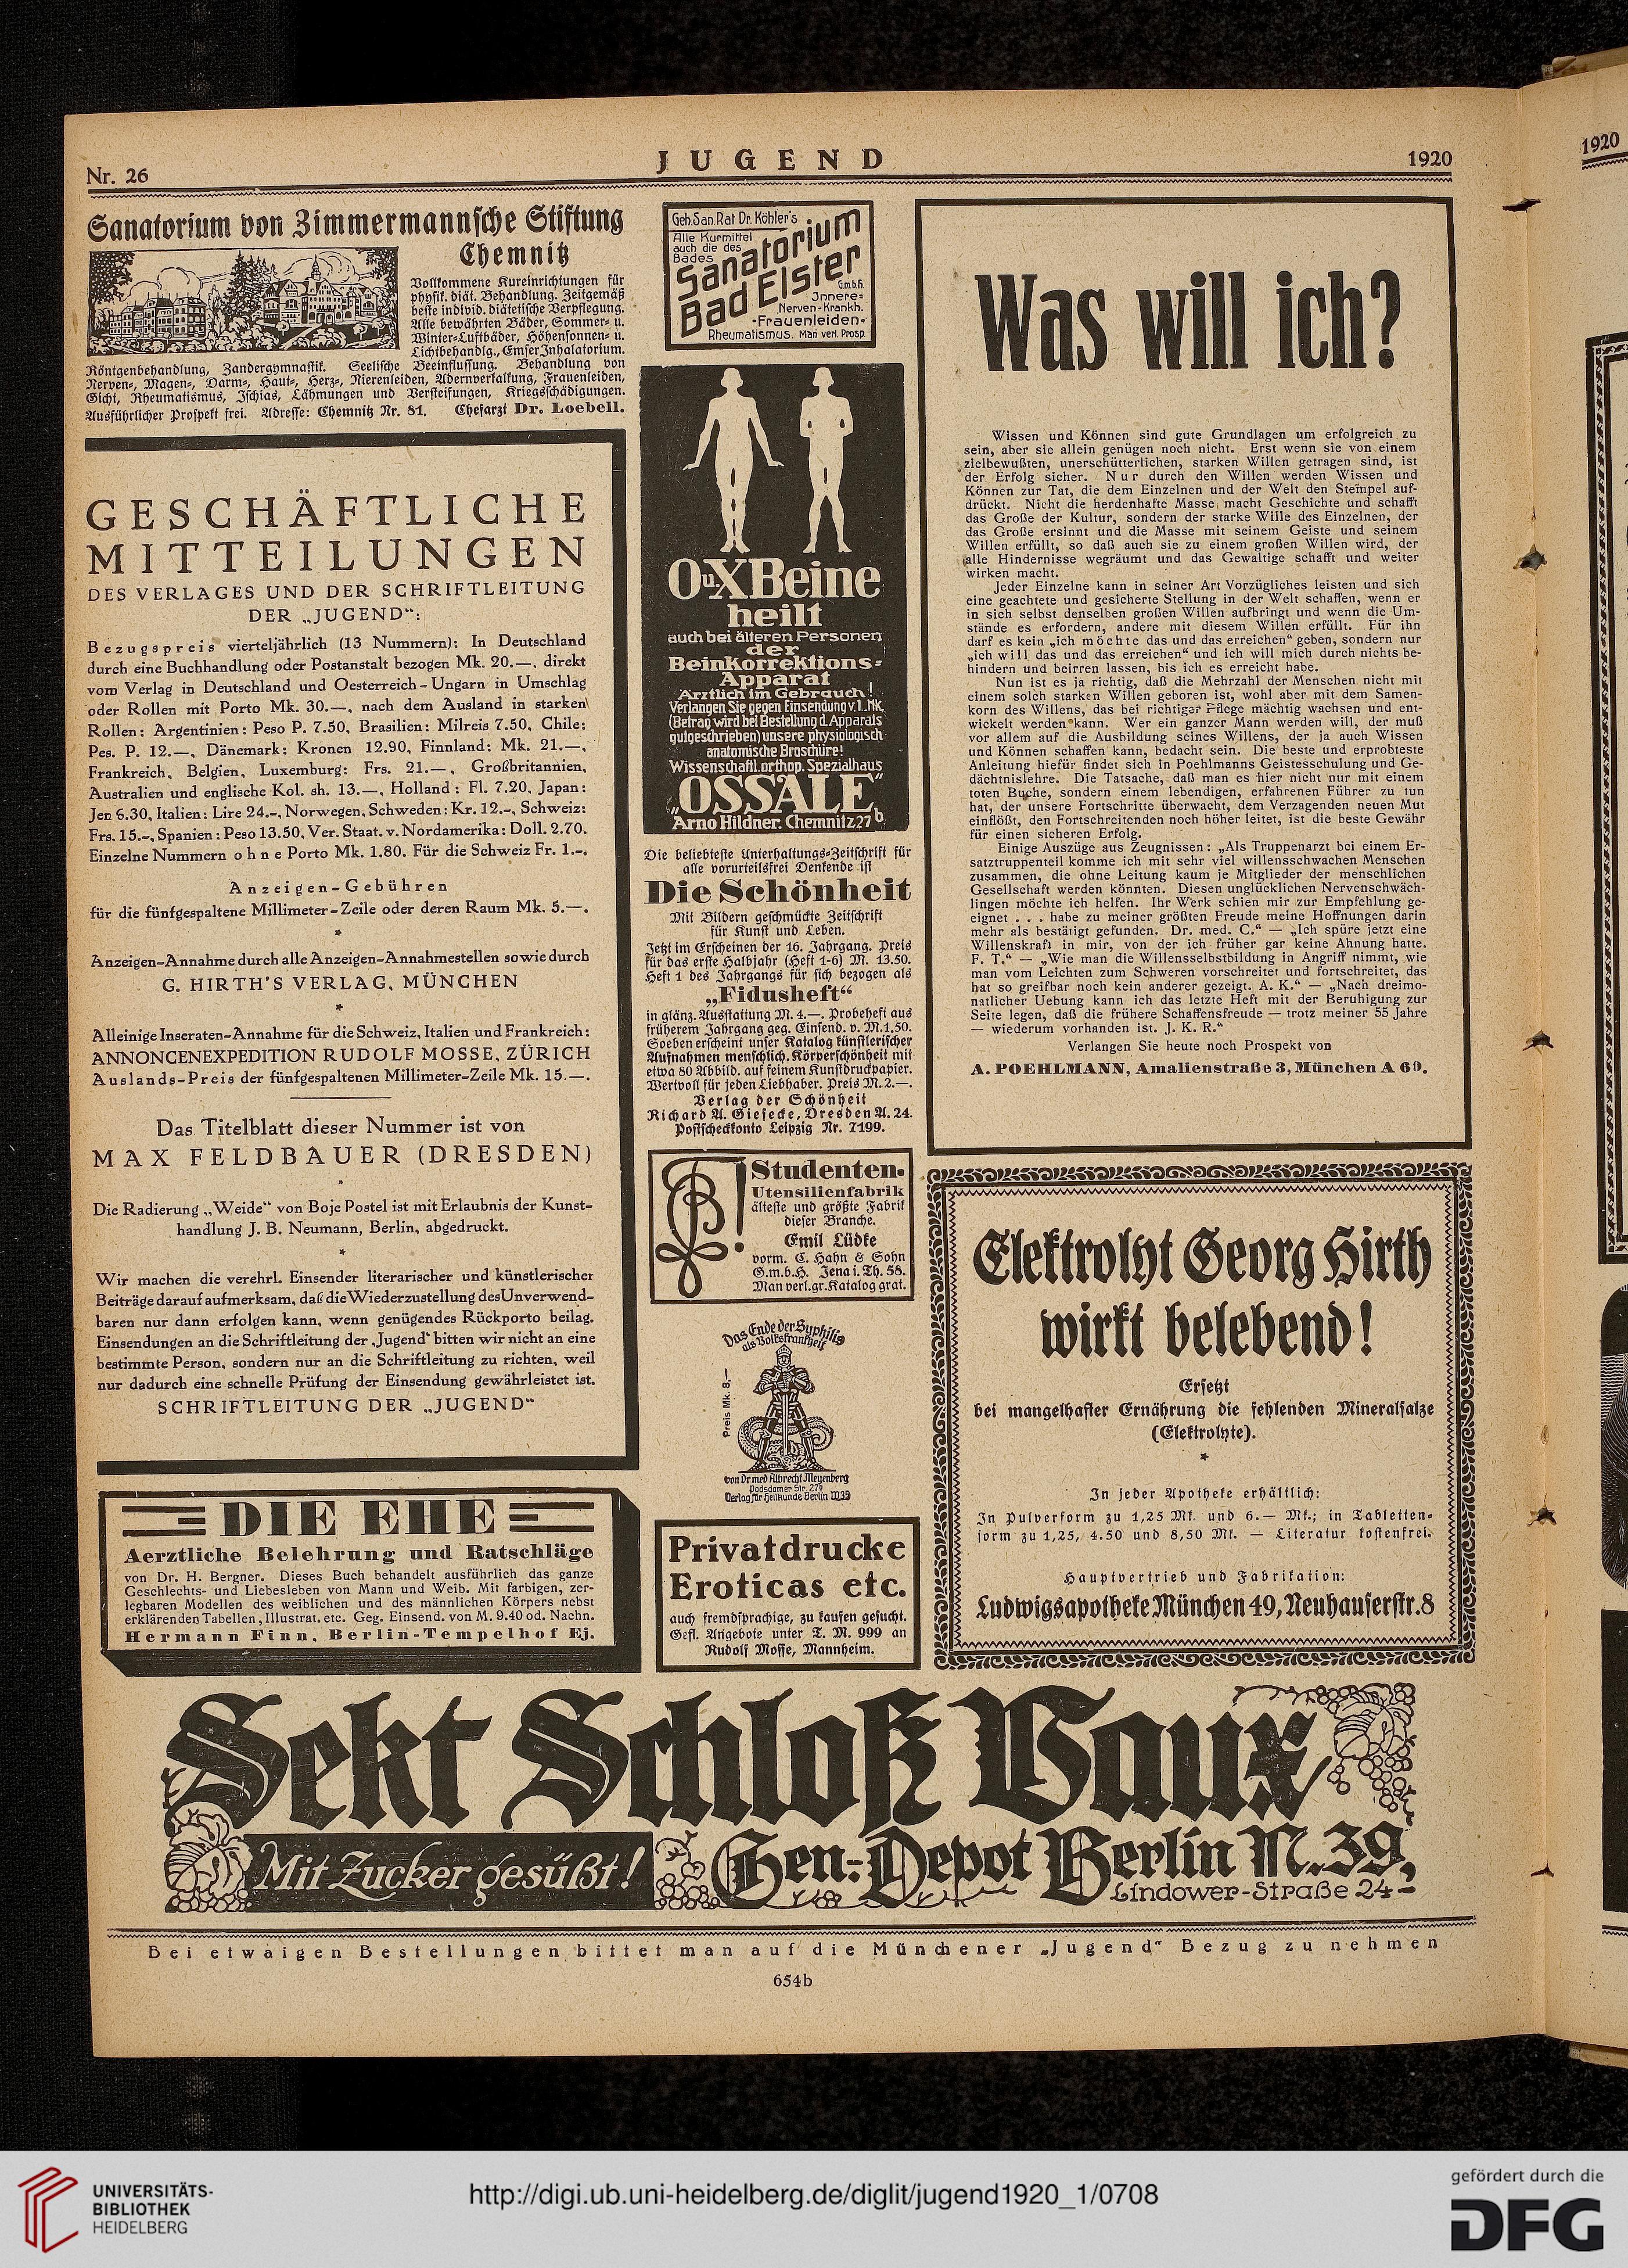 Nr. 26
JUGEND
1920
1920
Sanatorium von Zimmermannsche Stiftung
Chemnitz
Vollkommene Kureinrichtungen für
physik. diät. Behandlung. Zeitgemäß
beste individ. diätetische Verpflegung.
Alle bewährten Bäder, Sommer- u.
Winter-Luftbäder, Höhensonnen- u.
Lichtbehandlg., Emser Inhalatorium.
Röntgenbehandlung, Zandergymnastik. Seelische Beeinflussung. Behandlung von
Nerven-, Magen-, Darm-, Haut-, Herz-, Nierenleiden, Adernverkalkung, Frauenleiden,
Gicht, Rheumatismus, Ischias, Lähmungen und Versteifungen, Kriegsschädigungen.
Ausführlicher Prospekt frei. Adresse: Chemnitz Nr. 81. Chefarzt Dr. Loebell.
GESCHÄFTLICHE
MITTEILUNGEN
DES VERLAGES UND DER SCHRIFTLEITUNG
DER „JUGEND“:
Bezugspreis vierteljährlich (13 Nummern): In Deutschland
durch eine Buchhandlung oder Postanstalt bezogen Mk. 20.—, direkt
vom Verlag in Deutschland und Oesterreich-Ungarn in Umschlag
oder Rollen mit Porto Mk. 30.—, nach dem Ausland in starken
Rollen: Argentinien: Peso P. 7.50, Brasilien: Milreis 7.50, Chile:
Pes. P. 12.—, Dänemark: Kronen 12.90, Finnland: Mk. 21.—,
Frankreich, Belgien, Luxemburg: Frs. 21.—, Großbritannien,
Australien und englische Kol. sh. 13.—, Holland: Fl. 7.20, Japan:
Jen 6.30, Italien: Lire 24.-, Norwegen, Schweden: Kr. 12.-, Schweiz:
Frs. 15.-, Spanien: Peso 13.50, Ver. Staat. v. Nordamerika: Doll. 2.70.
Einzelne Nummern ohne Porto Mk. 1.80. Für die Schweiz Fr. 1.-.
Anzeigen-Gebühren
für die fünfgespaltene Millimeter-Zeile oder deren Raum Mk. 5.—.
*
Anzeigen-Annahme durch alle Anzeigen-Annahmestellen sowie durch
G. HIRTH'S VERLAG, MÜNCHEN
*
Alleinige Inseraten-Annahme für die Schweiz, Italien und Frankreich:
ANNONCENEXPEDITION RUDOLF MOSSE, ZÜRICH
Auslands-Preis der fünfgespaltenen Millimeter-Zeile Mk. 15.—.
Das Titelblatt dieser Nummer ist von
MAX FELDBAUER (DRESDEN)
*
Die Radierung „Weide“ von Boje Postel ist mit Erlaubnis der Kunst-
handlung J. B. Neumann, Berlin, abgedruckt.
*
Wir machen die verehrl. Einsender literarischer und künstlerischer
Beiträge darauf aufmerksam, daß die Wiederzustellung des Unverwend-
baren nur dann erfolgen kann, wenn genügendes Rückporto beilag.
Einsendungen an die Schriftleitung der „Jugend“ bitten wir nicht an eine
bestimmte Person, sondern nur an die Schriftleitung zu richten, weil
nur dadurch eine schnelle Prüfung der Einsendung gewährleistet ist.
SCHRIFTLEITUNG DER „JUGEND“
DIE EHE
Aerztliche Belehrung und Ratschläge
von Dr. H. Bergner. Dieses Buch behandelt ausführlich das ganze
Geschlechts- und Liebesleben von Mann und Weib. Mit farbigen, zer-
legbaren Modellen des weiblichen und des männlichen Körpers nebst
erklärenden Tabellen, Illustrat. etc. Geg. Einsend. von M. 9.40 od. Nachn.
Hermann Finn, Berlin-Tempelhof Ej.
Geh. San. Rat Dr. Köhler's
Alle Kurmittel
auch die des
Bades
Sanatorium
Bad Elster
G.m.b.H.
Innere-
Nerven-Krankh.
-Frauenleiden-
Rheumatismus. Man verl. Prosp.
O u. X Beine
heilt
auch bei älteren Personen
der
Beinkorrektions-
Apparat
Ärztlich im Gebrauch!
Verlangen Sie gegen Einsendung v. 1.- Mk.
(Betrag wird bei Bestellung d. Apparats
gutgeschrieben) unsere physiologisch
anatomische Broschüre!
Wissenschaftl. orthop. Spezialhaus
„OSSALE“
Arno Hildner. Chemnitz 27 b
Die beliebteste Unterhaltungs-Zeitschrift für
alle vorurteilsfrei Denkende ist
Die Schönheit
Mit Bildern geschmückte Zeitschrift
für Kunst und Leben.
Jetzt im Erscheinen der 16. Jahrgang. Preis
für das erste Halbjahr (Heft 1-6) M. 13.50.
Heft 1 des Jahrgangs für sich bezogen als
„Fidusheft“
in glänz. Ausstattung M. 4.—. Probeheft aus
früherem Jahrgang geg. Einsend. v. M. 1.50.
Soeben erscheint unser Katalog künstlerischer
Aufnahmen menschlich. Körperschönheit mit
etwa 80 Abbild. auf feinem Kunstdruckpapier.
Wertvoll für jeden Liebhaber. Preis M. 2.—.
Verlag der Schönheit
Richard A. Giesecke, Dresden A. 24.
Postscheckkonto Leipzig Nr. 7199.
Studenten-
Utensilienfabrik
älteste und größte Fabrik
dieser Branche.
Emil Lüdke
vorm. C. Hahn & Sohn
G.m.b.H. Jena i. Th. 58.
Man verl. gr. Katalog grat.
Das Ende der Syphilis
als Volkskrankheit
Preis Mk. 8.—
von Dr med Albrecht Meyenberg
Potsdamer Str. 27b
Verlag für Heilkunde Berlin W35
Privatdrucke
Eroticas etc.
auch fremdsprachige, zu kaufen gesucht.
Gefl. Angebote unter T. M. 999 an
Rudolf Mosse, Mannheim.
Was will ich?
Wissen und Können sind gute Grundlagen um erfolgreich zu
sein, aber sie allein genügen noch nicht. Erst wenn sie von einem
zielbewußten, unerschütterlichen, starken Willen getragen sind, ist
der Erfolg sicher. Nur durch den Willen werden Wissen und
Können zur Tat, die dem Einzelnen und der Welt den Stempel auf-
drückt. Nicht die herdenhafte Masse macht Geschichte und schafft
das Große der Kultur, sondern der starke Wille des Einzelnen, der
das Große ersinnt und die Masse mit seinem Geiste und seinem
Willen erfüllt, so daß auch sie zu einem großen Willen wird, der
alle Hindernisse wegräumt und das Gewaltige schafft und weiter
wirken macht.
Jeder Einzelne kann in seiner Art Vorzügliches leisten und sich
eine geachtete und gesicherte Stellung in der Welt schaffen, wenn er
in sich selbst denselben großen Willen aufbringt und wenn die Um-
stände es erfordern, andere mit diesem Willen erfüllt. Für ihn
darf es kein „ich möchte das und das erreichen“ geben, sondern nur
„ich will das und das erreichen“ und ich will mich durch nichts be-
hindern und beirren lassen, bis ich es erreicht habe.
Nun ist es ja richtig, daß die Mehrzahl der Menschen nicht mit
einem solch starken Willen geboren ist, wohl aber mit dem Samen-
korn des Willens, das bei richtiger Pflege mächtig wachsen und ent-
wickelt werden kann. Wer ein ganzer Mann werden will, der muß
vor allem auf die Ausbildung seines Willens, der ja auch Wissen
und Können schaffen kann, bedacht sein. Die beste und erprobteste
Anleitung hiefür findet sich in Poehlmanns Geistesschulung und Ge-
dächtnislehre. Die Tatsache, daß man es hier nicht nur mit einem
toten Buche, sondern einem lebendigen, erfahrenen Führer zu tun
hat, der unsere Fortschritte überwacht, dem Verzagenden neuen Mut
einflößt, den Fortschreitenden noch höher leitet, ist die beste Gewähr
für einen sicheren Erfolg.
Einige Auszüge aus Zeugnissen: „Als Truppenarzt bei einem Er-
satztruppenteil komme ich mit sehr viel willensschwachen Menschen
zusammen, die ohne Leitung kaum je Mitglieder der menschlichen
Gesellschaft werden könnten. Diesen unglücklichen Nervenschwäch-
lingen möchte ich helfen. Ihr Werk schien mir zur Empfehlung ge-
eignet . . . habe zu meiner größten Freude meine Hoffnungen darin
mehr als bestätigt gefunden. Dr. med. C.“ — „Ich spüre jetzt eine
Willenskraft in mir, von der ich früher gar keine Ahnung hatte.
F. T.“ — „Wie man die Willensselbstbildung in Angriff nimmt, wie
man vom Leichten zum Schweren vorschreitet und fortschreitet, das
hat so greifbar noch kein anderer gezeigt. A. K.“ — „Nach dreimo-
natlicher Uebung kann ich das letzte Heft mit der Beruhigung zur
Seite legen, daß die frühere Schaffensfreude — trotz meiner 55 Jahre
— wiederum vorhanden ist. J. K. R.“
Verlangen Sie heute noch Prospekt von
A. POEHLMANN, Amalienstraße 3, München A 60.
Elektrolyt Georg Hirth
wirkt belebend!
Ersetzt
bei mangelhafter Ernährung die fehlenden Mineralsalze
(Elektrolyte).
*
In jeder Apotheke erhältlich:
In Pulverform zu 1,25 Mk. und 6.— Mk.; in Tabletten-
form zu 1,25, 4.50 und 8,50 Mk. — Literatur kostenfrei.
Hauptvertrieb und Fabrikation:
Ludwigsapotheke München 49, Neuhauserstr. 8
Sekt Schloß Vaux
Mit Zucker gesüßt!
Gen.-Depot Berlin N. 39,
Lindower-Straße 24-
Bei etwaigen Bestellungen bittet man auf die Münchener „Jugend“ Bezug zu nehmen
654b
UNIVERSITÄTS-
BIBLIOTHEK
HEIDELBERG
http://digi.ub.uni-heidelberg.de/diglit/jugend1920_1/0708
gefördert durch die
DFG